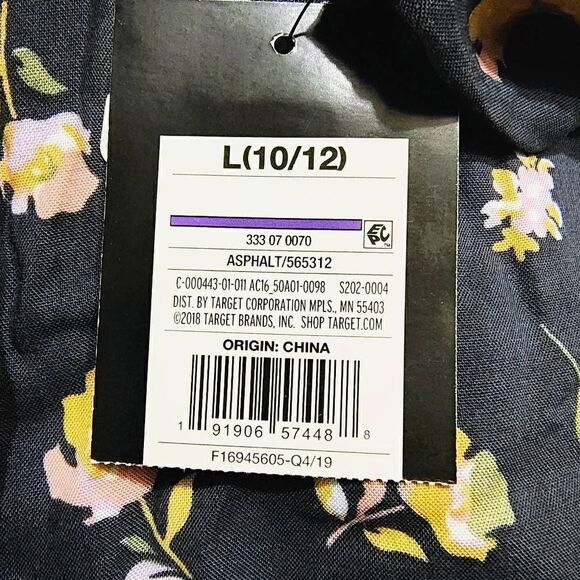 L(10/12)
EPC™
333 07 0070
ASPHALT/565312
C-000443-01-011 AC16_50A01-0098 S202-0004
DIST. BY TARGET CORPORATION MPLS., MN 55403
©2018 TARGET BRANDS, INC. SHOP TARGET.COM
ORIGIN: CHINA
1 91906 57448 8
F16945605-Q4/19